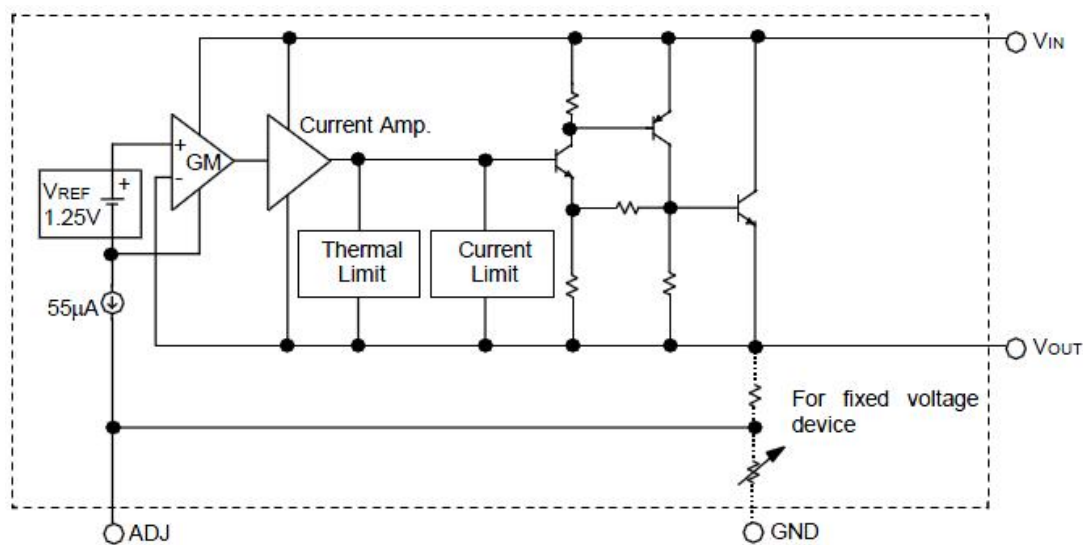 VIN
Current Amp.
+
GM
-
+
VREF
1.25V
Thermal
Limit
Current
Limit
55μA
VOUT
For fixed voltage
device
ADJ
GND